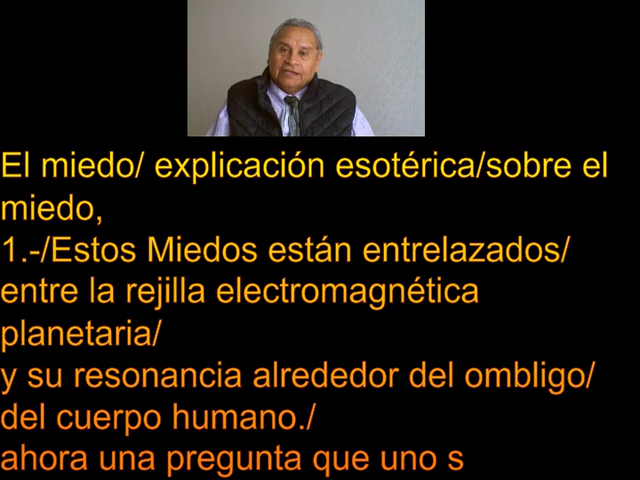 El miedo/ explicación esotérica/sobre el
miedo,
1.-/Estos Miedos están entrelazados/
entre la rejilla electromagnética
planetaria/
y su resonancia alrededor del ombligo/
del cuerpo humano./
ahora una pregunta que uno s